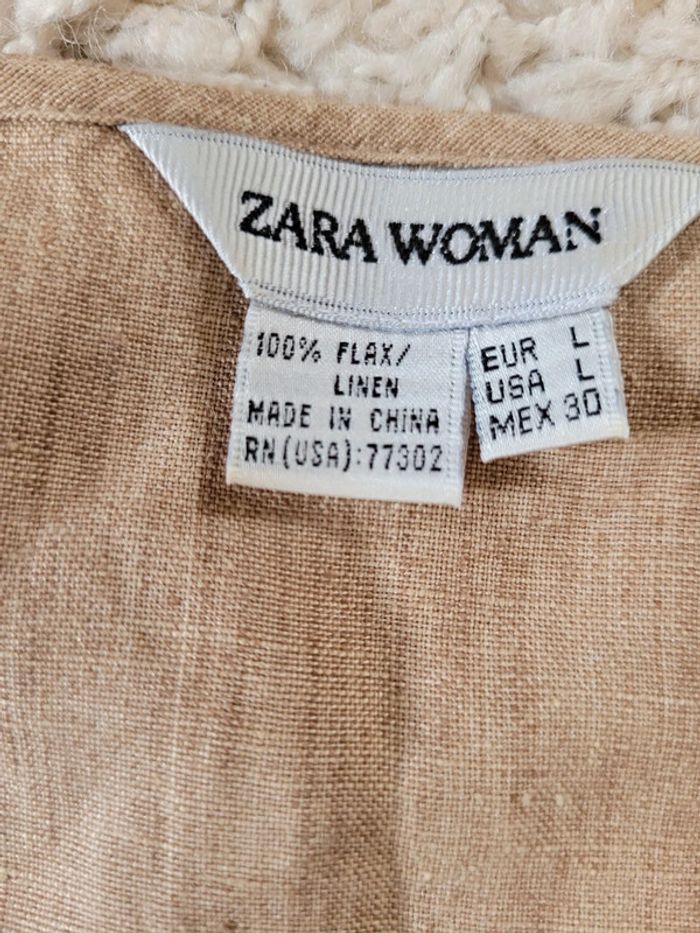 ZARA WOMAN
100% FLAX/
LINEN
MADE IN CHINA
RN(USA):77302
EUR L
USA L
MEX 30